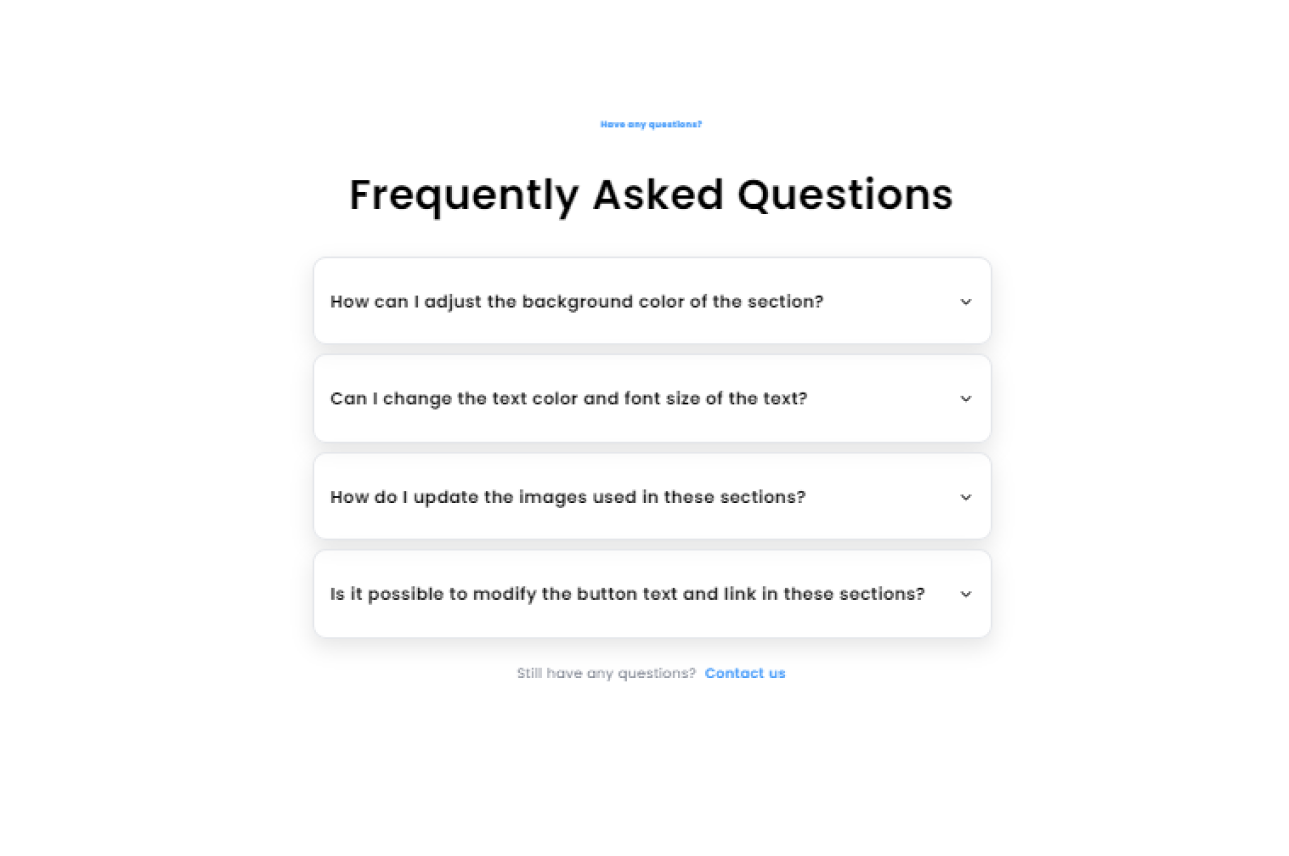 Have any questions?
Frequently Asked Questions
How can I adjust the background color of the section?
Can I change the text color and font size of the text?
How do I update the images used in these sections?
Is it possible to modify the button text and link in these sections?
Still have any questions? Contact us